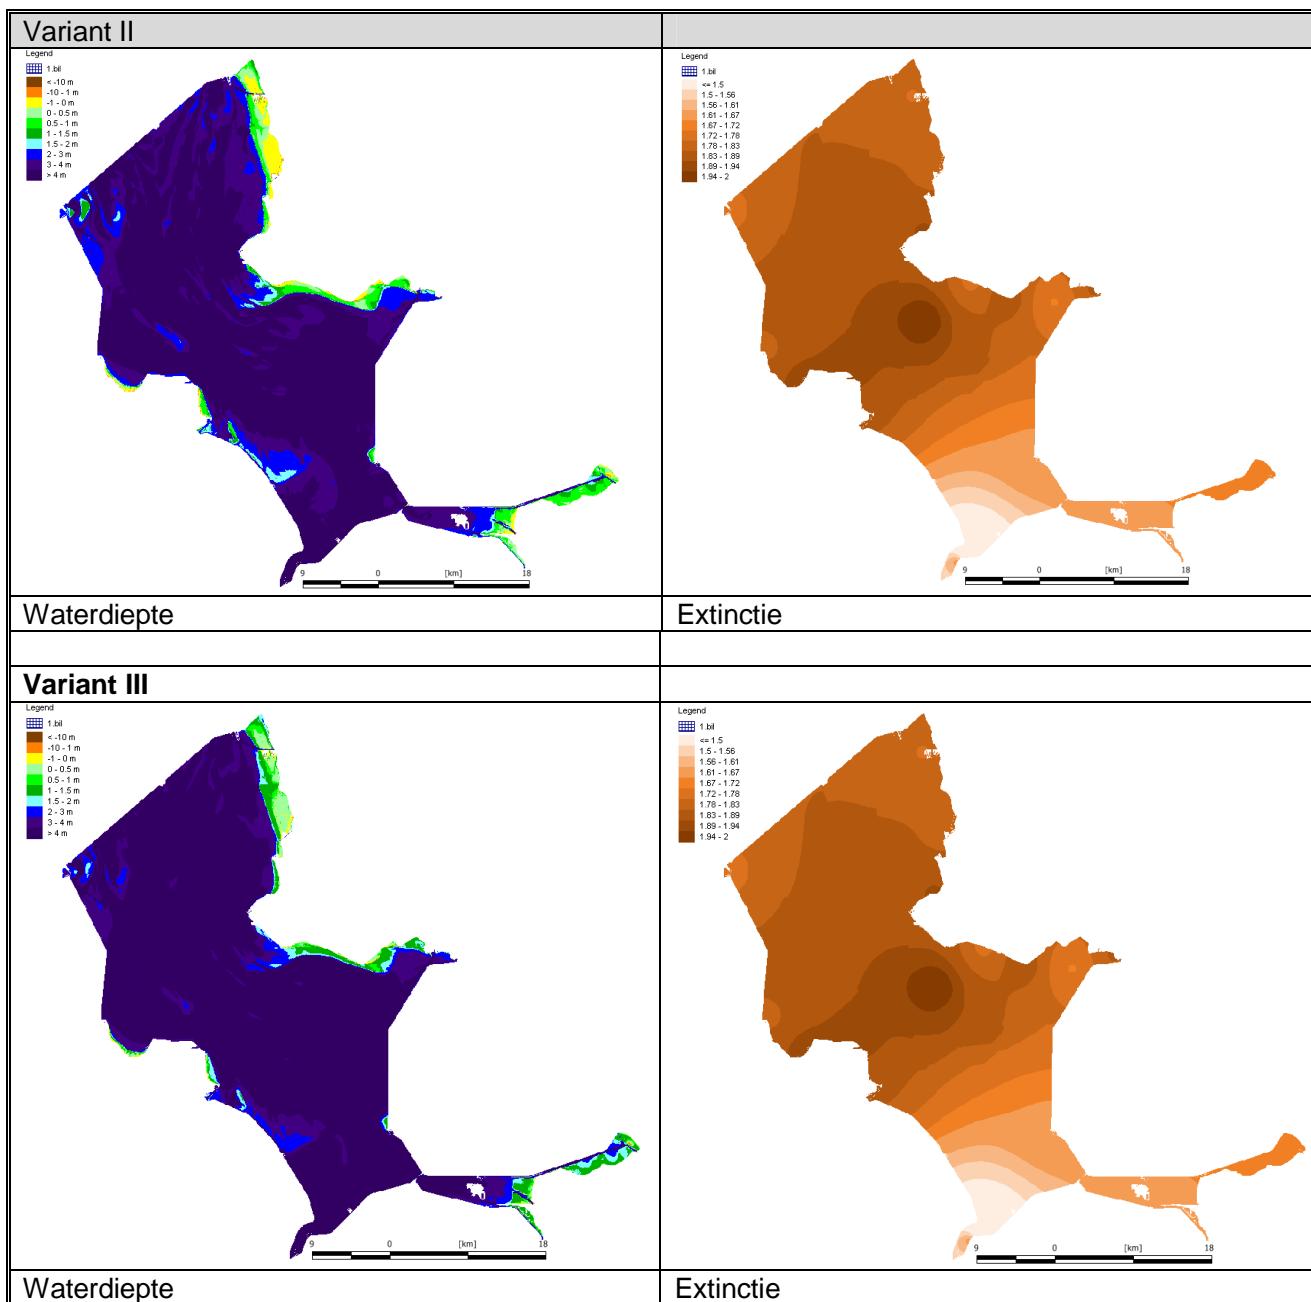 Variant II
Legend
1.bil
< -10 m
-10 - 1 m
-1 - 0 m
0 - 0.5 m
0.5 - 1 m
1 - 1.5 m
1.5 - 2 m
2 - 3 m
3 - 4 m
> 4 m
9 0 [km] 18
Legend
1.bil
<= 1.5
1.5 - 1.56
1.56 - 1.61
1.61 - 1.67
1.67 - 1.72
1.72 - 1.78
1.78 - 1.83
1.83 - 1.89
1.89 - 1.94
1.94 - 2
9 0 [km] 18
Waterdiepte
Extinctie
Variant III
Legend
1.bil
< -10 m
-10 - 1 m
-1 - 0 m
0 - 0.5 m
0.5 - 1 m
1 - 1.5 m
1.5 - 2 m
2 - 3 m
3 - 4 m
> 4 m
9 0 [km] 18
Legend
1.bil
<= 1.5
1.5 - 1.56
1.56 - 1.61
1.61 - 1.67
1.67 - 1.72
1.72 - 1.78
1.78 - 1.83
1.83 - 1.89
1.89 - 1.94
1.94 - 2
9 0 [km] 18
Waterdiepte
Extinctie